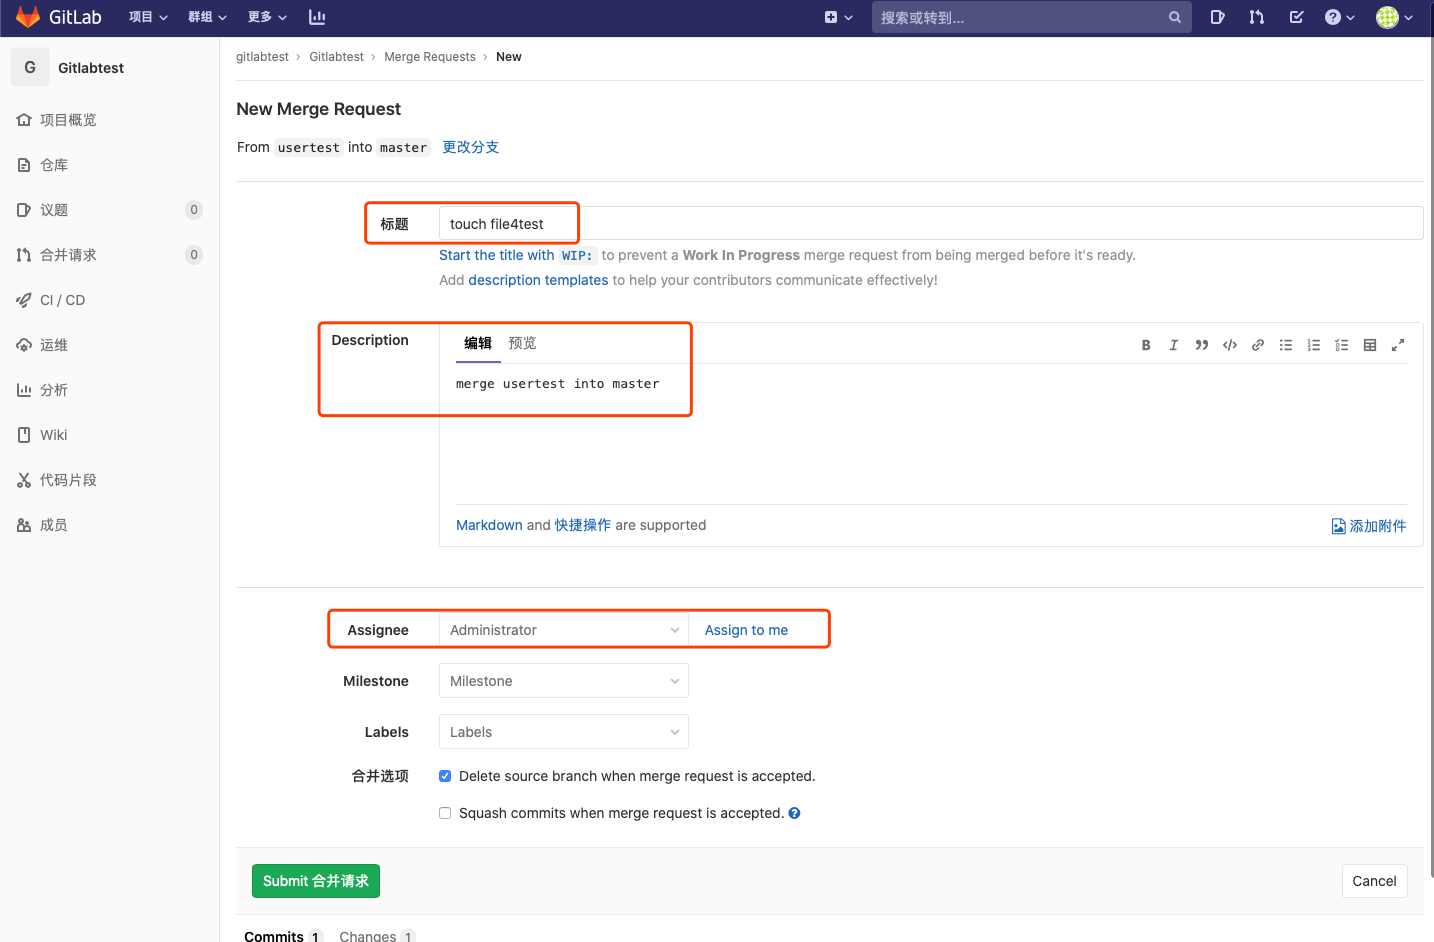 GitLab 项目 群组 更多 搜索或转到...
G Gitlabtest
项目概览
仓库
议题 0
合并请求 0
CI / CD
运维
分析
Wiki
代码片段
成员
gitlabtest › Gitlabtest › Merge Requests › New
New Merge Request
From usertest into master 更改分支
标题 touch file4test
Start the title with WIP: to prevent a Work In Progress merge request from being merged before it's ready.
Add description templates to help your contributors communicate effectively!
Description 编辑 预览
merge usertest into master
Markdown and 快捷操作 are supported 添加附件
Assignee Administrator Assign to me
Milestone Milestone
Labels Labels
合并选项 Delete source branch when merge request is accepted.
Squash commits when merge request is accepted.
Submit 合并请求 Cancel
Commits 1 Changes 1